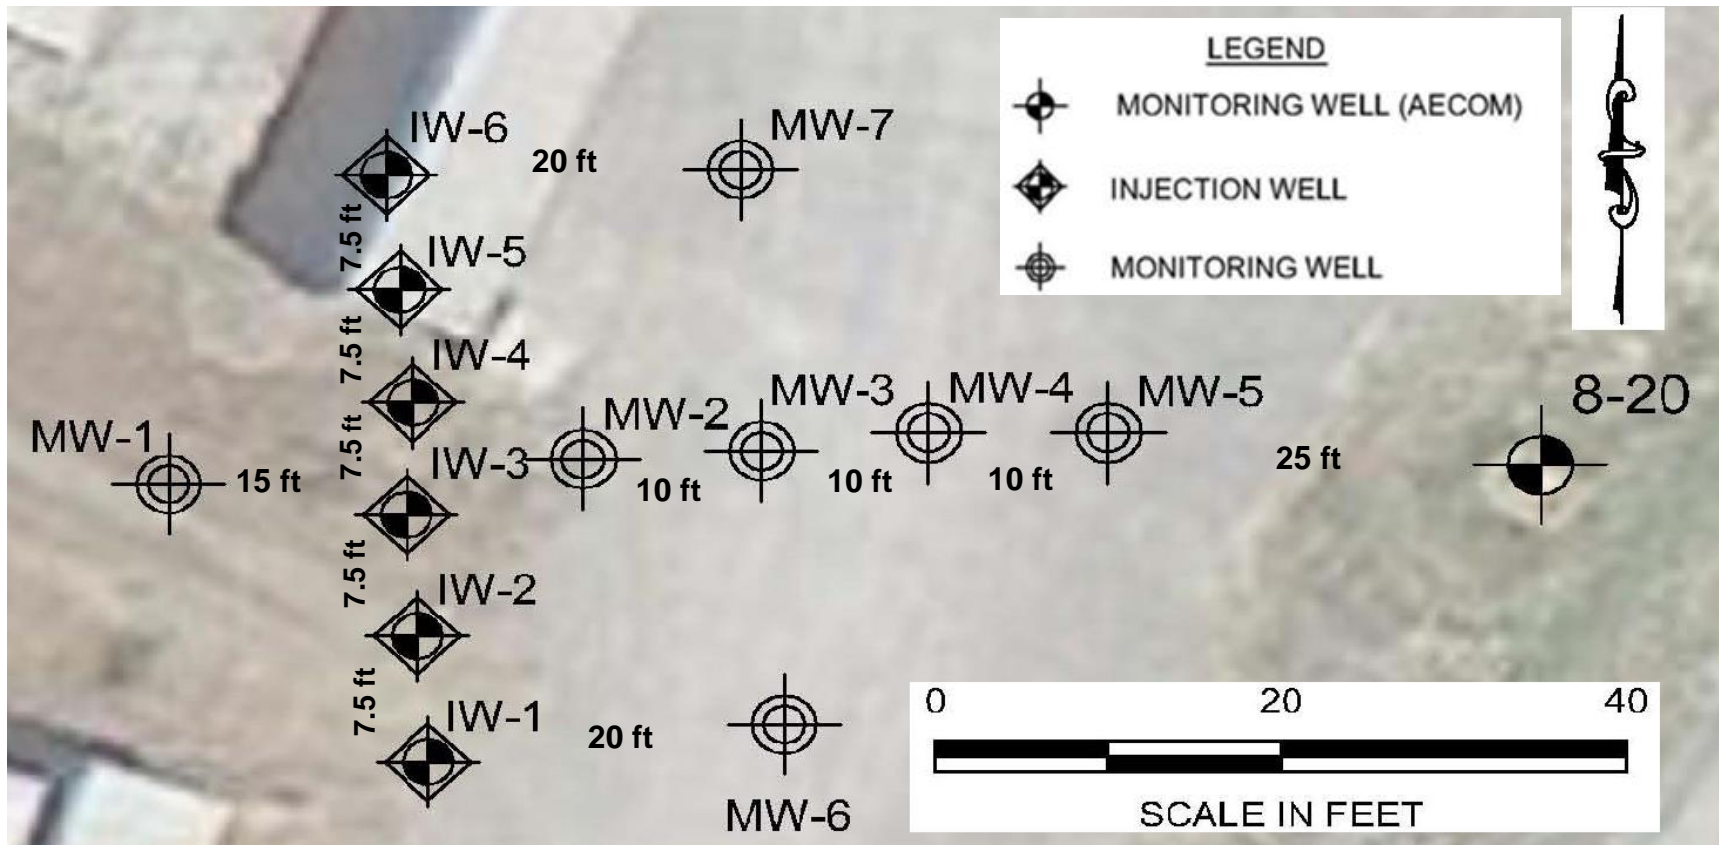 LEGEND
MONITORING WELL (AECOM)
INJECTION WELL
MONITORING WELL
IW-6
20 ft
MW-7
7.5 ft
IW-5
7.5 ft
IW-4
MW-1
15 ft
7.5 ft
IW-3
MW-2
10 ft
MW-3
10 ft
MW-4
10 ft
MW-5
25 ft
8-20
7.5 ft
IW-2
7.5 ft
IW-1
20 ft
MW-6
0 20 40
SCALE IN FEET